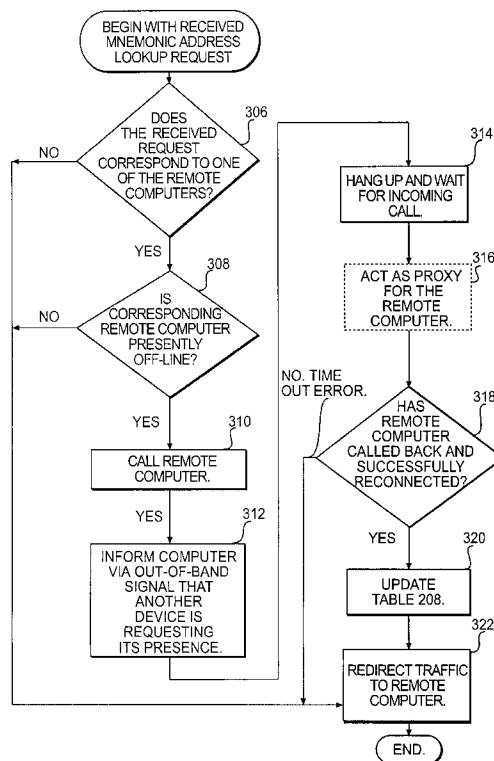 BEGIN WITH RECEIVED
MNEMONIC ADDRESS
LOOKUP REQUEST
306
DOES
THE RECEIVED
REQUEST
CORRESPOND TO ONE
OF THE REMOTE
COMPUTERS?
NO
YES
308
IS
CORRESPONDING
REMOTE COMPUTER
PRESENTLY
OFF-LINE?
NO
YES
310
CALL REMOTE
COMPUTER.
YES
312
INFORM COMPUTER
VIA OUT-OF-BAND
SIGNAL THAT
ANOTHER
DEVICE IS
REQUESTING
ITS PRESENCE.
314
HANG UP AND WAIT
FOR INCOMING
CALL.
316
ACT AS PROXY
FOR THE
REMOTE
COMPUTER.
318
NO. TIME
OUT ERROR.
HAS
REMOTE
COMPUTER
CALLED BACK AND
SUCCESSFULLY
RECONNECTED?
YES
320
UPDATE
TABLE 208.
322
REDIRECT TRAFFIC
TO REMOTE
COMPUTER.
END.